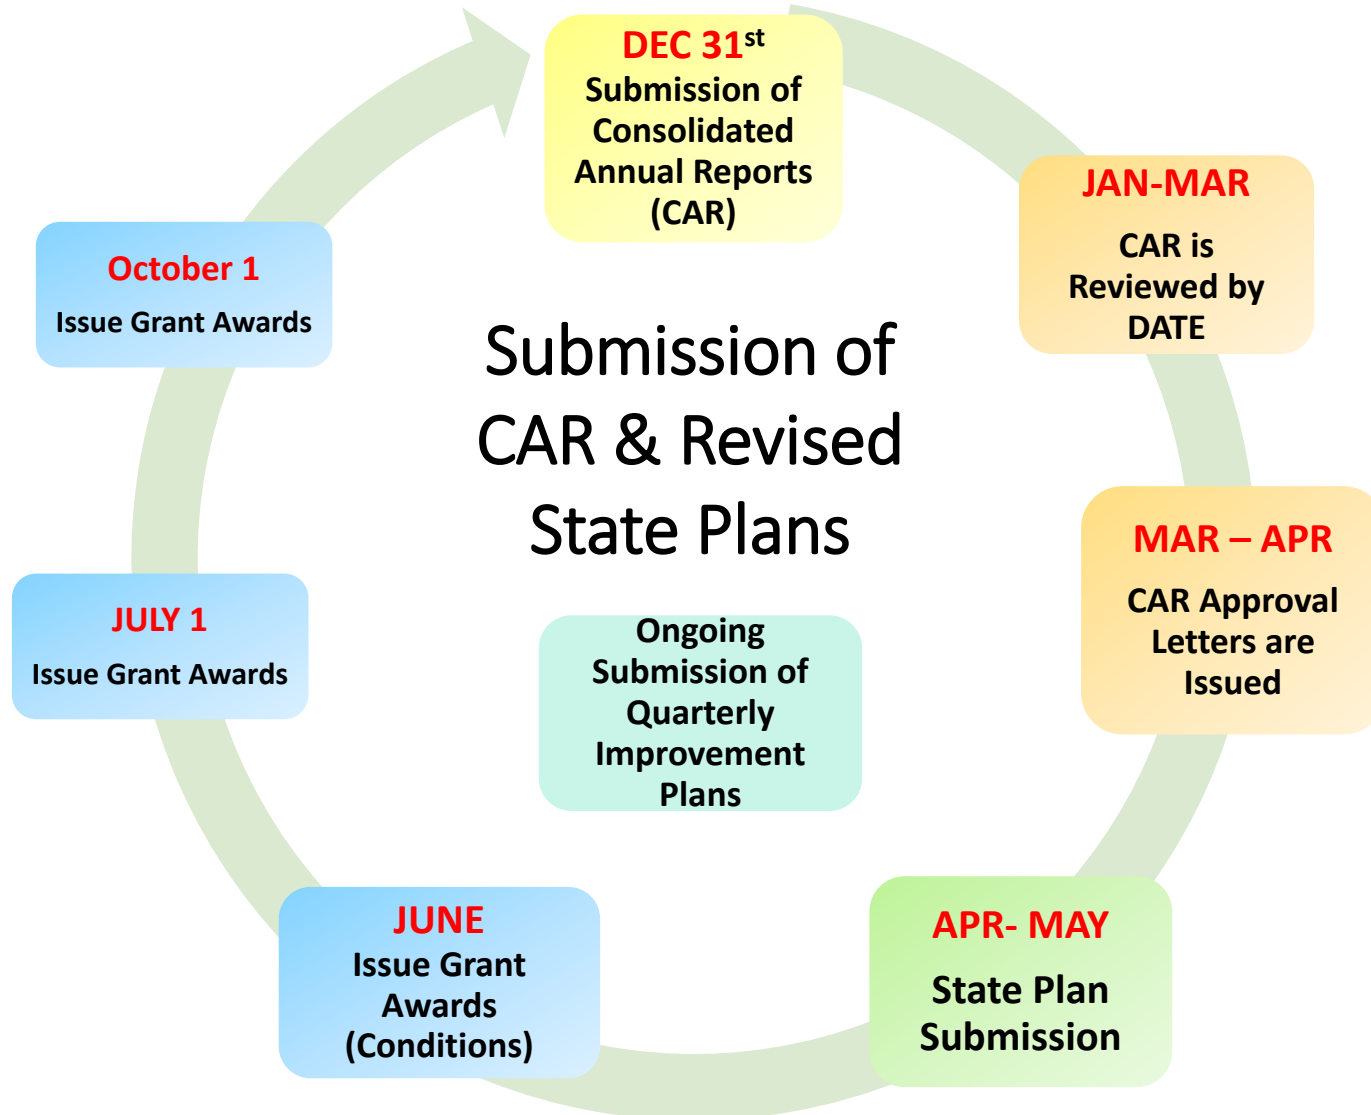 DEC 31st
Submission of
Consolidated
Annual Reports
(CAR)
JAN-MAR
CAR is
Reviewed by
DATE
MAR – APR
CAR Approval
Letters are
Issued
APR- MAY
State Plan
Submission
JUNE
Issue Grant
Awards
(Conditions)
JULY 1
Issue Grant Awards
October 1
Issue Grant Awards
Submission of
CAR & Revised
State Plans
Ongoing
Submission of
Quarterly
Improvement
Plans